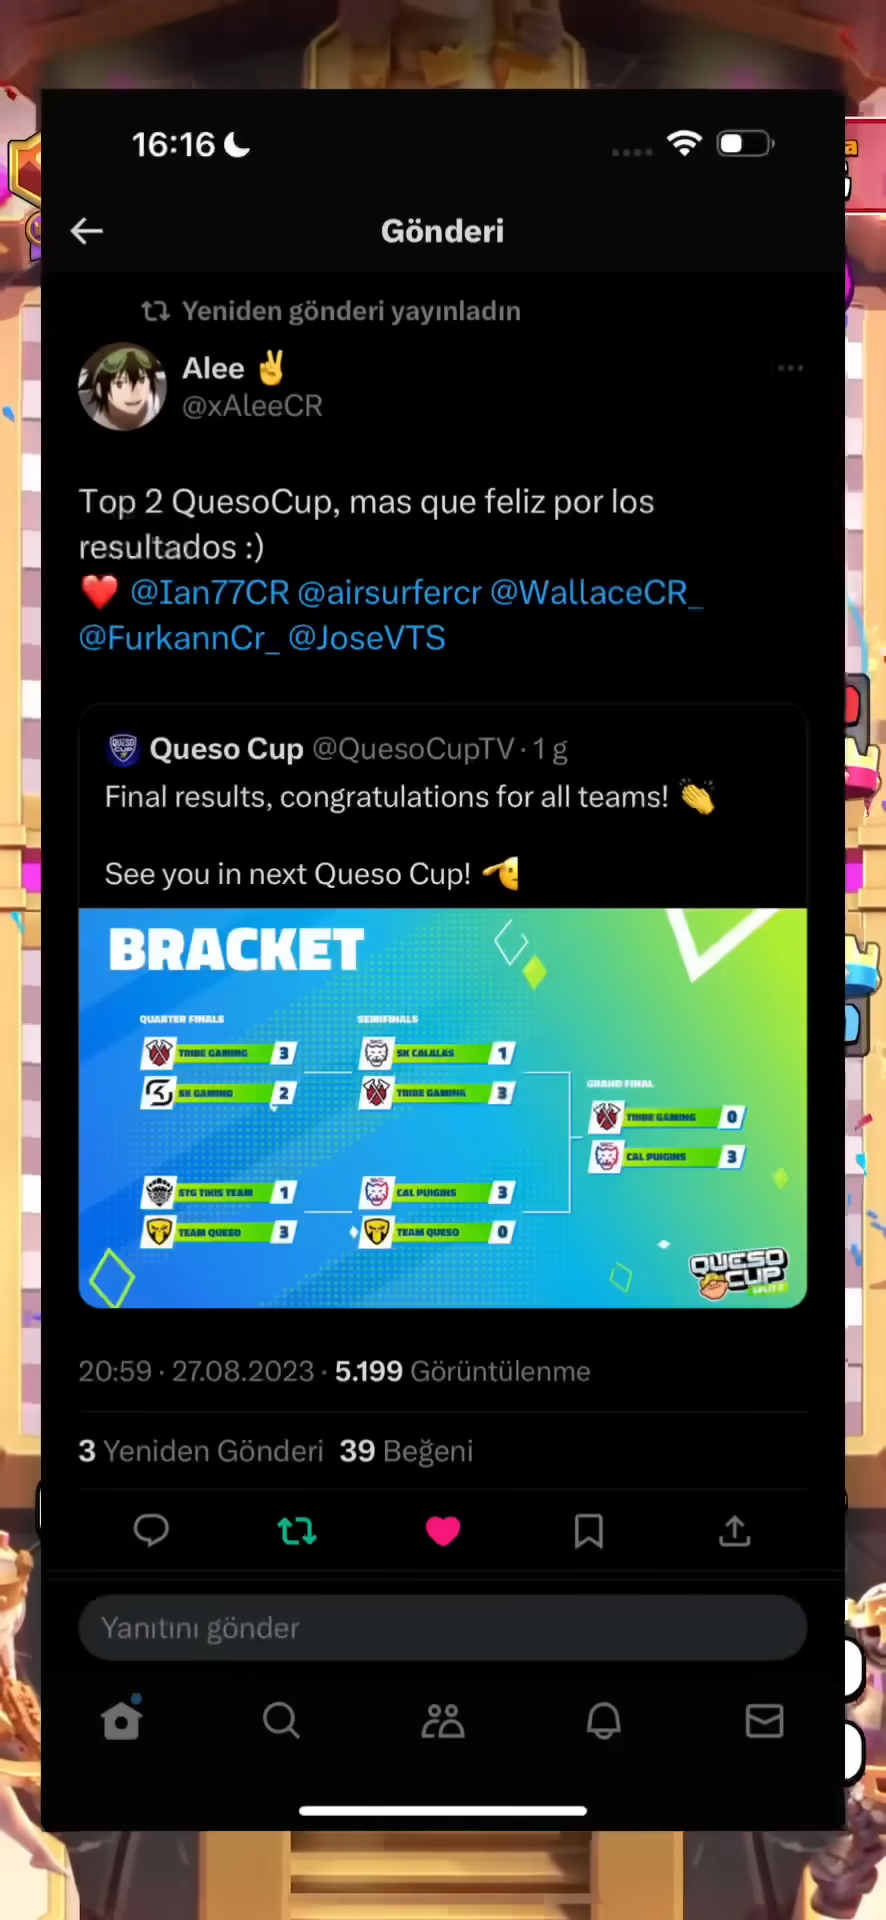 16:16
Gönderi
Yeniden gönderi yayınladın
Alee ✌️
@xAleeCR
Top 2 QuesoCup, mas que feliz por los
resultados :)
❤️ @Ian77CR @airsurfercr @WallaceCR_
@FurkannCr_ @JoseVTS
Queso Cup @QuesoCupTV · 1 g
Final results, congratulations for all teams! 👏
See you in next Queso Cup! 🫡
BRACKET
QUARTER FINALS
TRIBE GAMING 3
SK GAMING 2
STG TIKIS TEAM 1
TEAM QUESO 3
SEMIFINALS
SK CALALAS 1
TRIBE GAMING 3
CAL PUIGINS 3
TEAM QUESO 0
GRAND FINAL
TRIBE GAMING 0
CAL PUIGINS 3
QUESO
CUP
20:59 · 27.08.2023 · 5.199 Görüntülenme
3 Yeniden Gönderi 39 Beğeni
Yanıtını gönder